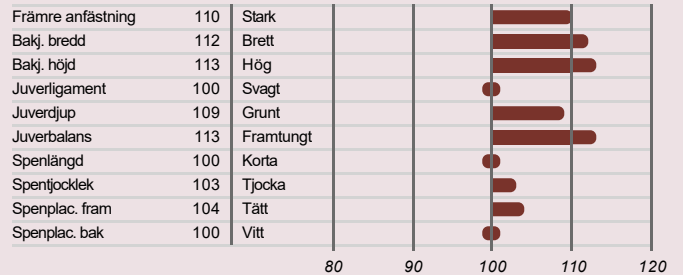 Främre anfästning 110 Stark
Bakj. bredd 112 Brett
Bakj. höjd 113 Hög
Juverligament 100 Svagt
Juverdjup 109 Grunt
Juverbalans 113 Framtungt
Spenlängd 100 Korta
Spentjocklek 103 Tjocka
Spenplac. fram 104 Tätt
Spenplac. bak 100 Vitt
80 90 100 110 120